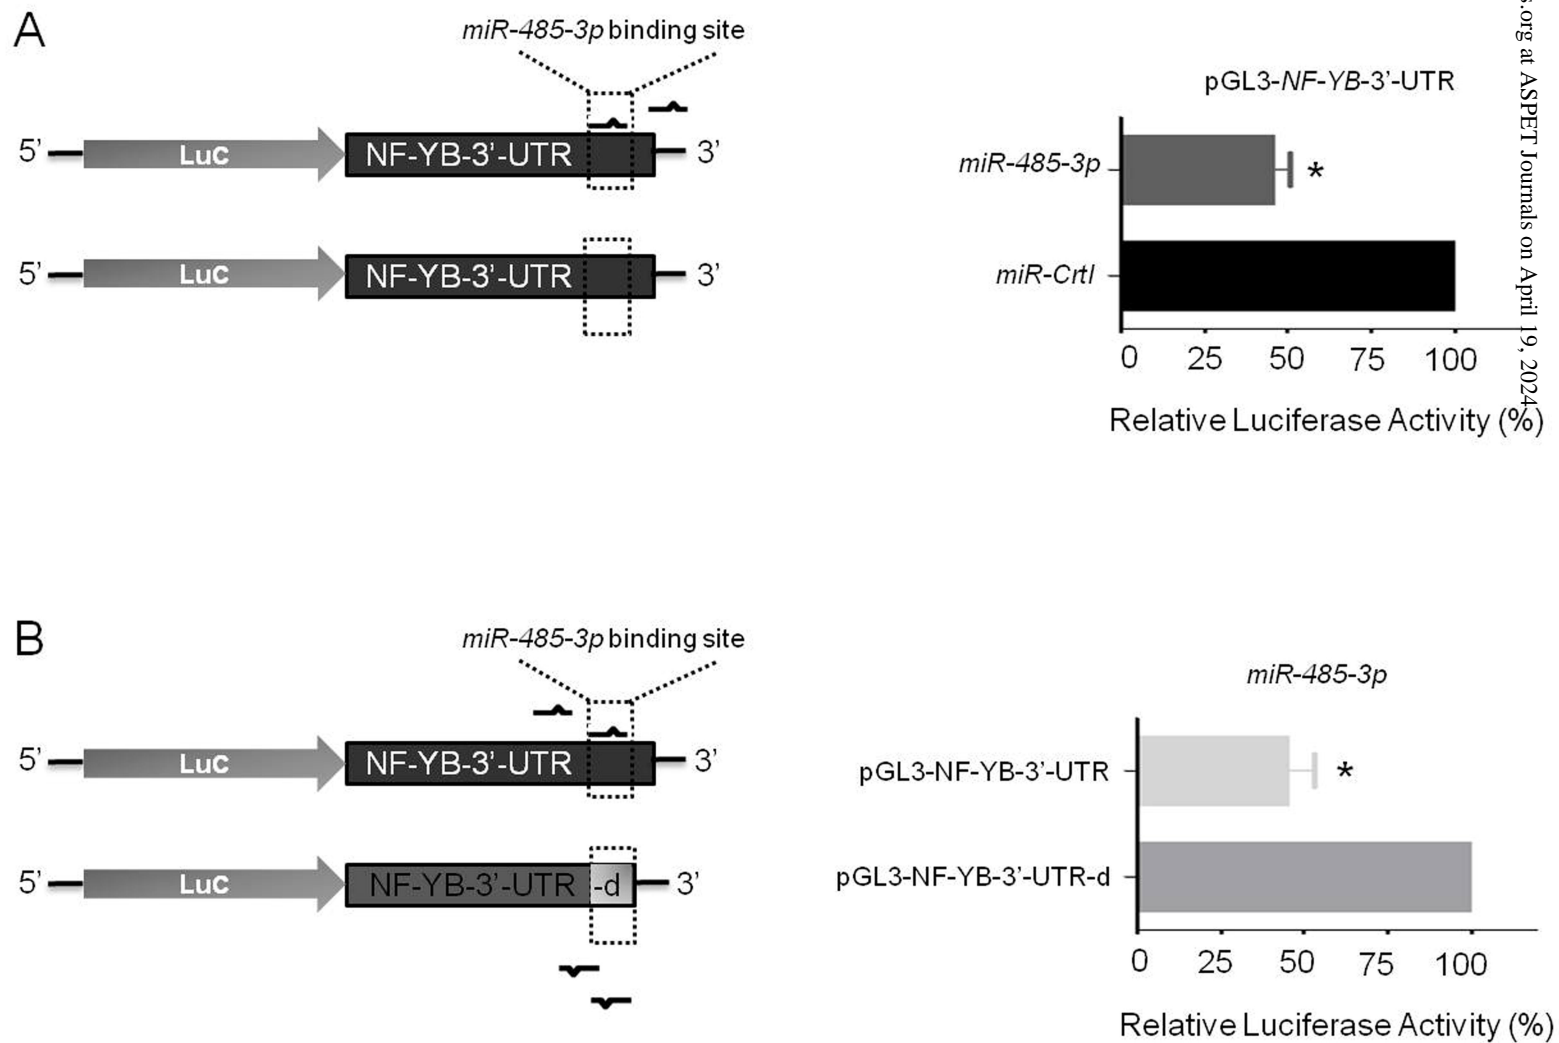 A
miR-485-3p binding site
5’ LuC NF-YB-3’-UTR 3’
5’ LuC NF-YB-3’-UTR 3’
pGL3-NF-YB-3’-UTR
miR-485-3p *
miR-Crtl
0 25 50 75 100
Relative Luciferase Activity (%)
s.org at ASPET Journals on April 19, 2024
B
miR-485-3p binding site
5’ LuC NF-YB-3’-UTR 3’
5’ LuC NF-YB-3’-UTR -d 3’
miR-485-3p
pGL3-NF-YB-3’-UTR *
pGL3-NF-YB-3’-UTR-d
0 25 50 75 100
Relative Luciferase Activity (%)